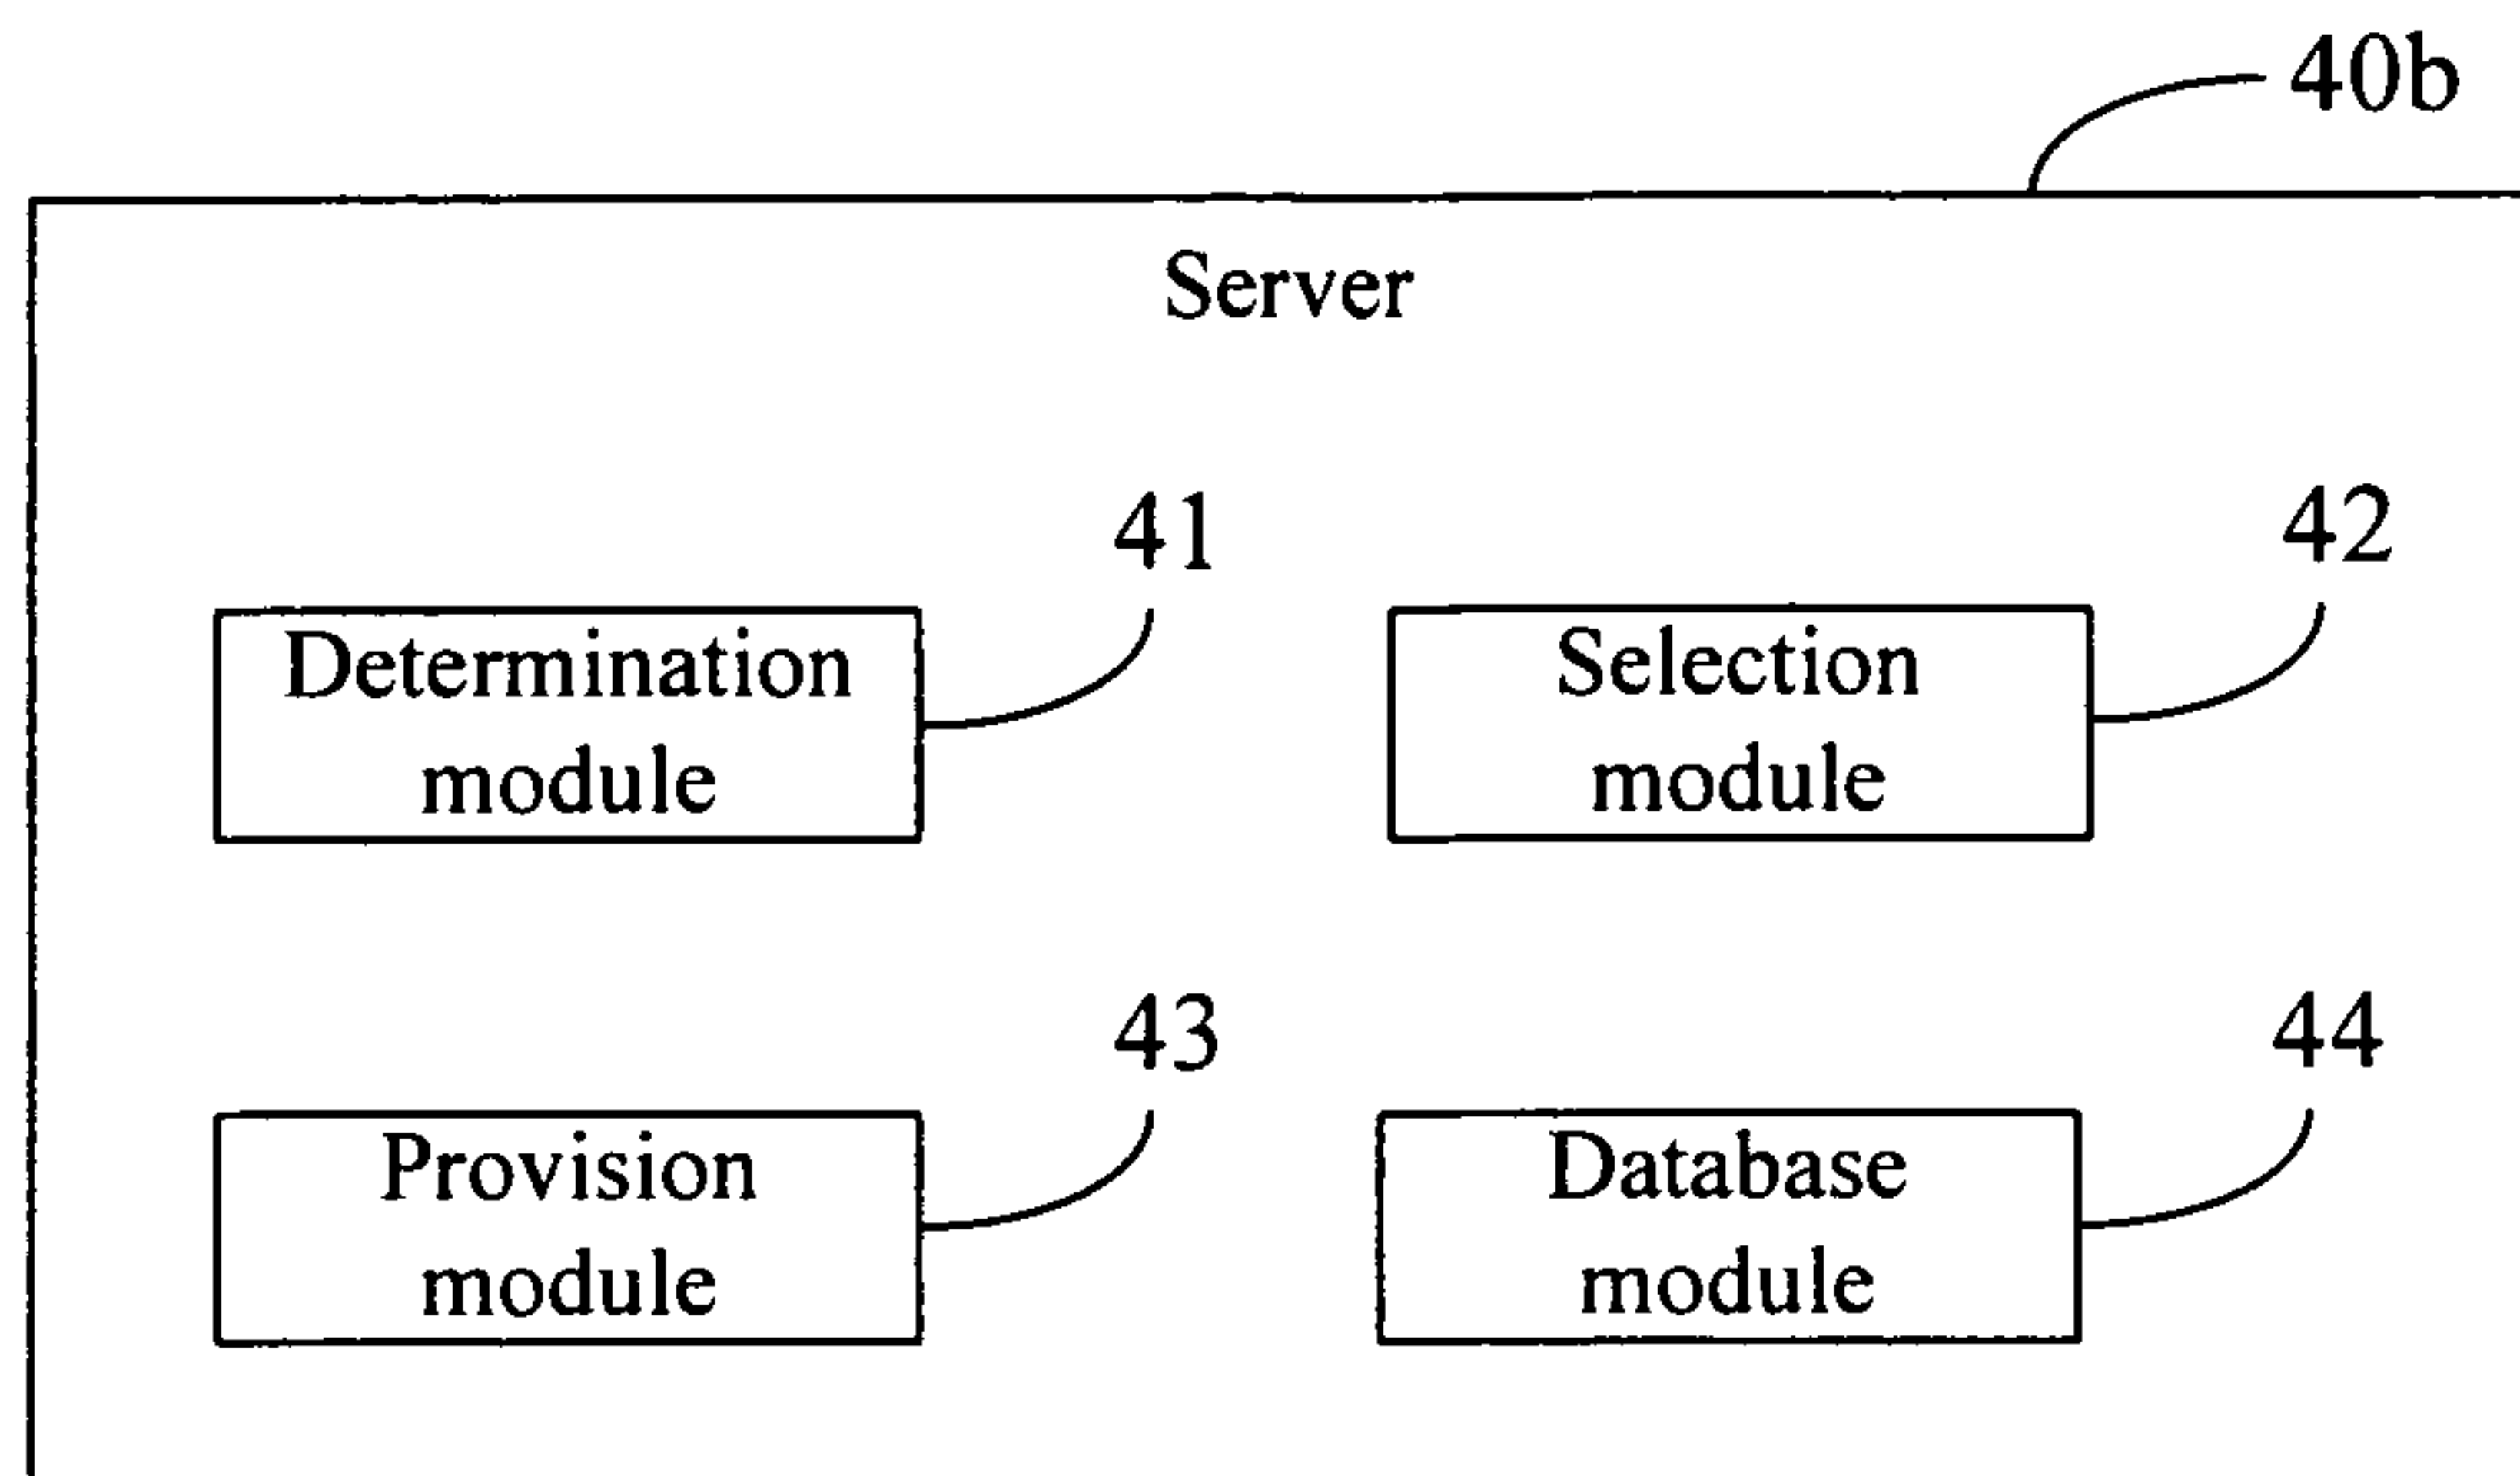 40b
Server
41
42
Determination
module
Selection
module
43
44
Provision
module
Database
module